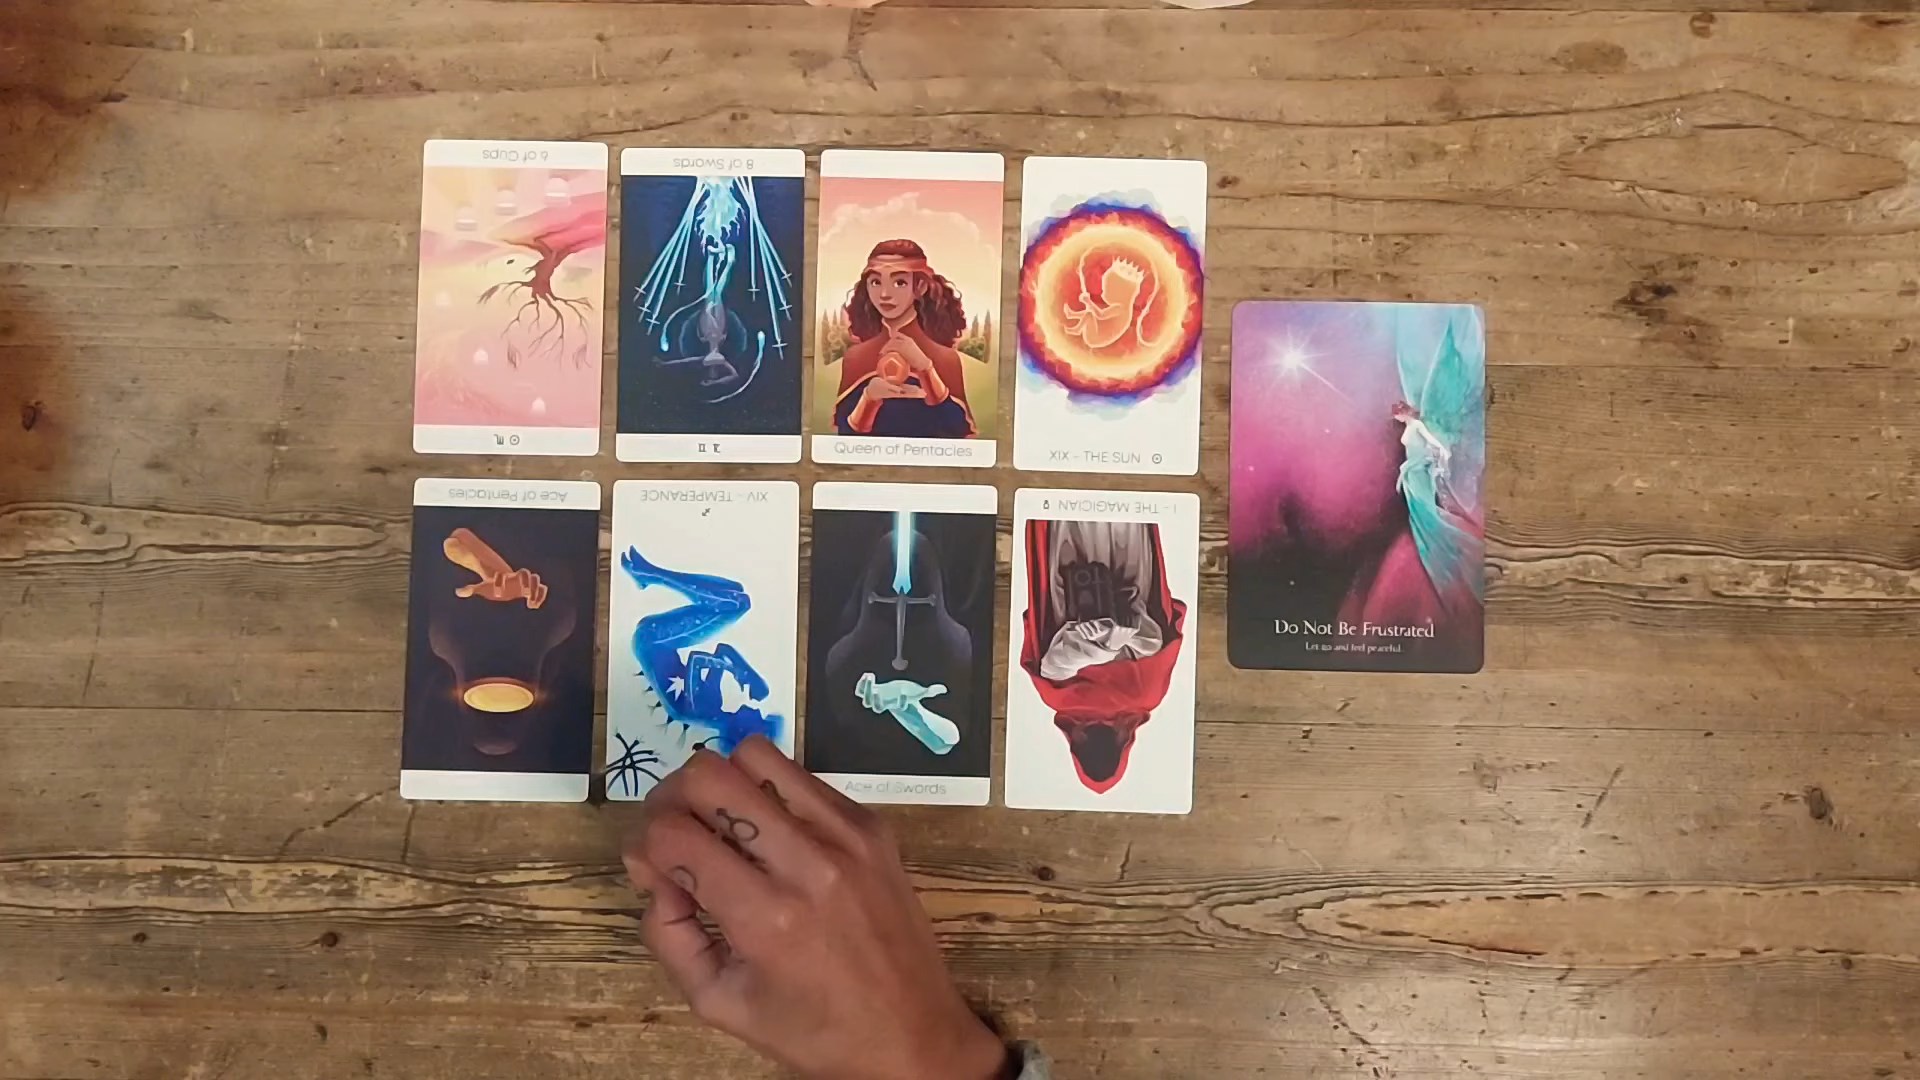 6 of Cups
8 of Swords
Queen of Pentacles
XIX - THE SUN
Ace of Pentacles
XIV - TEMPERANCE
Ace of Swords
I - THE MAGICIAN
Do Not Be Frustrated
Let go and feel peaceful.